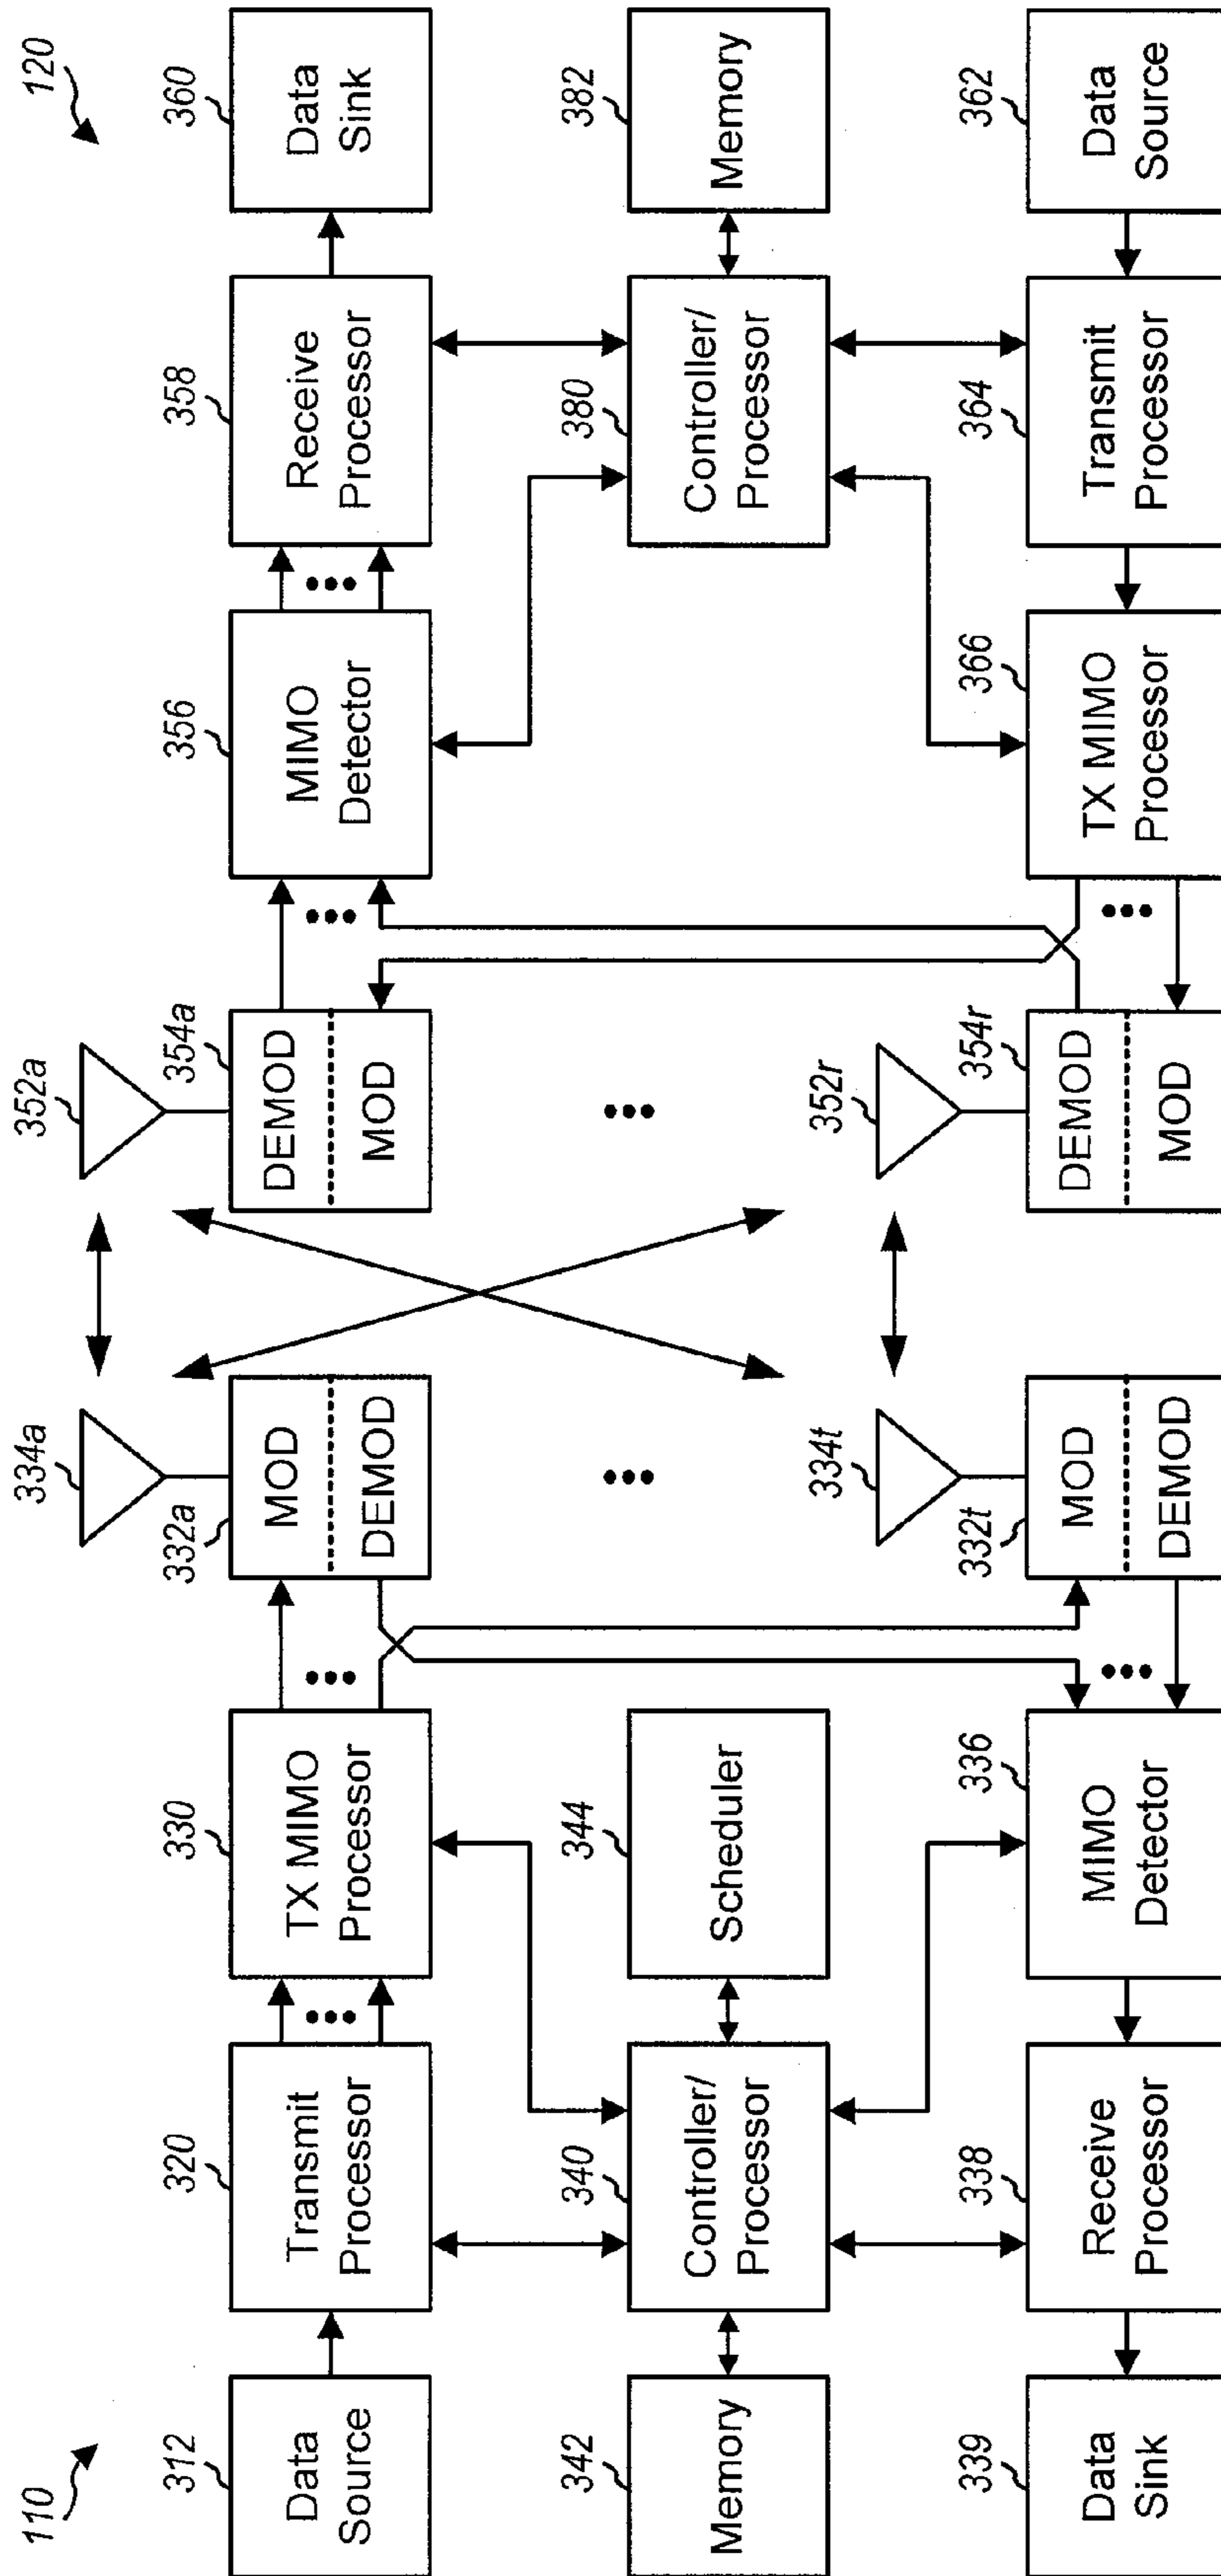 110
120
312
Data
Source
320
Transmit
Processor
330
TX MIMO
Processor
332a
334a
MOD
DEMOD
352a
354a
DEMOD
MOD
356
MIMO
Detector
358
Receive
Processor
360
Data
Sink
342
Memory
340
Controller/
Processor
344
Scheduler
380
Controller/
Processor
382
Memory
339
Data
Sink
338
Receive
Processor
336
MIMO
Detector
332t
334t
MOD
DEMOD
352r
354r
DEMOD
MOD
366
TX MIMO
Processor
364
Transmit
Processor
362
Data
Source